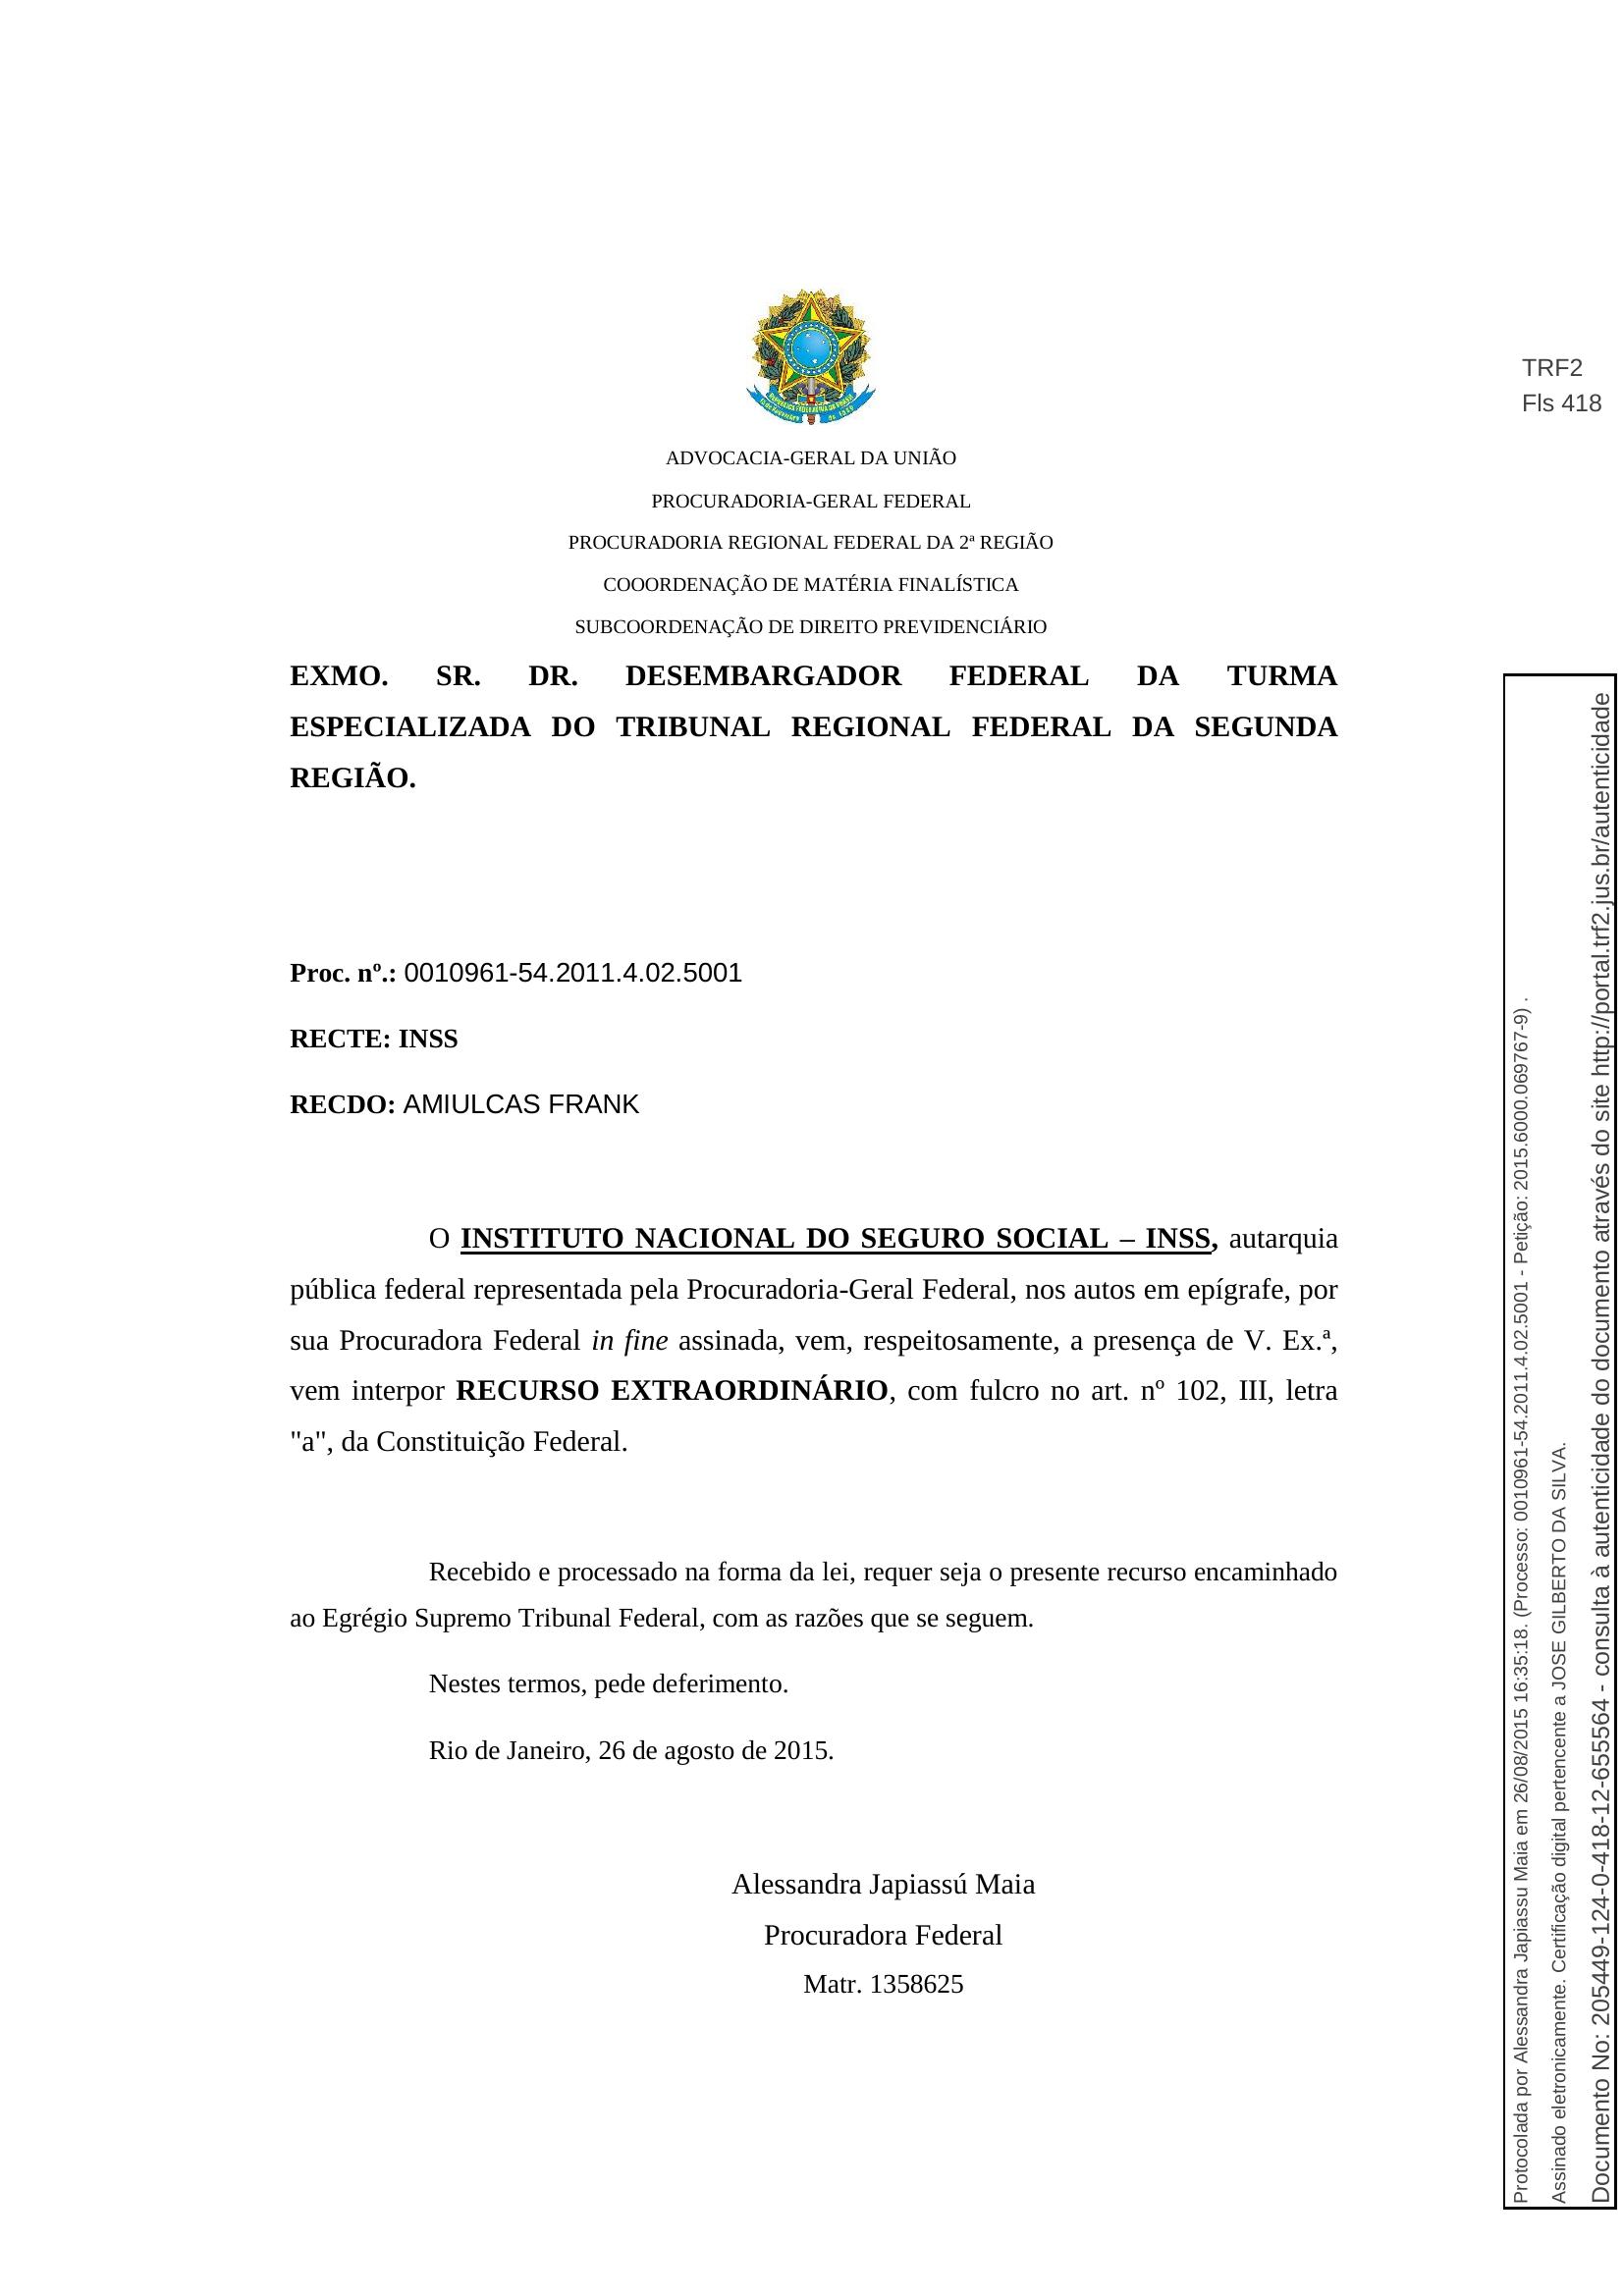 TRF2
Fls 418
ADVOCACIA-GERAL DA UNIÃO
PROCURADORIA-GERAL FEDERAL
PROCURADORIA REGIONAL FEDERAL DA 2ª REGIÃO
COOORDENAÇÃO DE MATÉRIA FINALÍSTICA
SUBCOORDENAÇÃO DE DIREITO PREVIDENCIÁRIO
EXMO. SR. DR. DESEMBARGADOR FEDERAL DA TURMA
ESPECIALIZADA DO TRIBUNAL REGIONAL FEDERAL DA SEGUNDA
REGIÃO.
Proc. nº.: 0010961-54.2011.4.02.5001
RECTE: INSS
RECDO: AMIULCAS FRANK
O INSTITUTO NACIONAL DO SEGURO SOCIAL – INSS, autarquia
pública federal representada pela Procuradoria-Geral Federal, nos autos em epígrafe, por
sua Procuradora Federal in fine assinada, vem, respeitosamente, a presença de V. Ex.ª,
vem interpor RECURSO EXTRAORDINÁRIO, com fulcro no art. nº 102, III, letra
"a", da Constituição Federal.
Recebido e processado na forma da lei, requer seja o presente recurso encaminhado
ao Egrégio Supremo Tribunal Federal, com as razões que se seguem.
Nestes termos, pede deferimento.
Rio de Janeiro, 26 de agosto de 2015.
Alessandra Japiassú Maia
Procuradora Federal
Matr. 1358625
Protocolada por Alessandra Japiassu Maia em 26/08/2015 16:35:18. (Processo: 0010961-54.2011.4.02.5001 - Petição: 2015.6000.069767-9) .
Assinado eletronicamente. Certificação digital pertencente a JOSE GILBERTO DA SILVA.
Documento No: 205449-124-0-418-12-655564 - consulta à autenticidade do documento através do site http://portal.trf2.jus.br/autenticidade